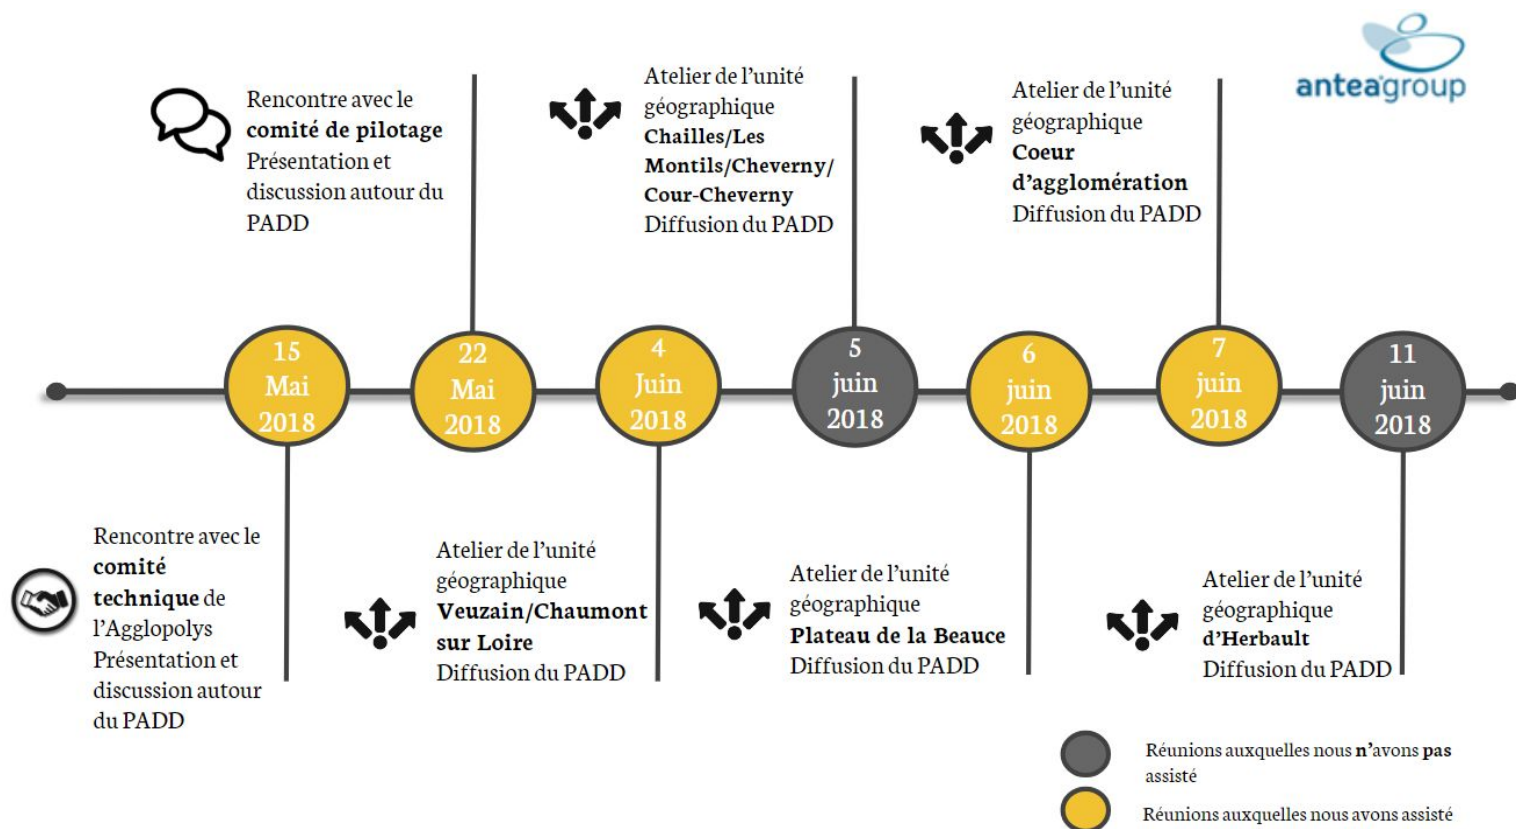 anteagroup
Rencontre avec le
comité de pilotage
Présentation et
discussion autour du
PADD
Atelier de l'unité
géographique
Chailles/Les
Montils/Cheverny/
Cour-Cheverny
Diffusion du PADD
Atelier de l'unité
géographique
Coeur
d'agglomération
Diffusion du PADD
15
Mai
2018
22
Mai
2018
4
Juin
2018
5
juin
2018
6
juin
2018
7
juin
2018
11
juin
2018
Rencontre avec le
comité
technique de
l'Agglopolys
Présentation et
discussion autour
du PADD
Atelier de l'unité
géographique
Veuzain/Chaumont
sur Loire
Diffusion du PADD
Atelier de l'unité
géographique
Plateau de la Beauce
Diffusion du PADD
Atelier de l'unité
géographique
d'Herbault
Diffusion du PADD
Réunions auxquelles nous n'avons pas
assisté
Réunions auxquelles nous avons assisté